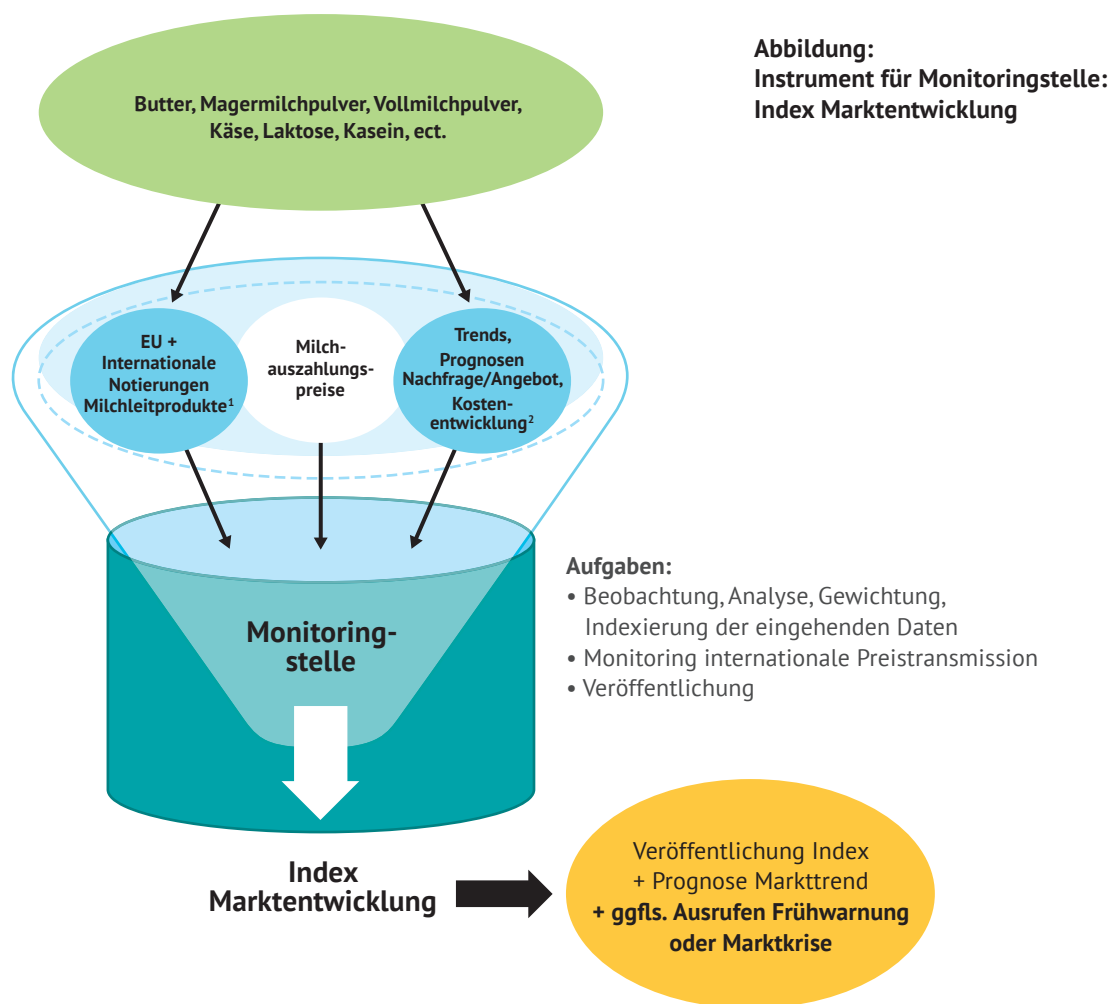 Abbildung:
Instrument für Monitoringstelle:
Index Marktentwicklung
Butter, Magermilchpulver, Vollmilchpulver,
Käse, Laktose, Kasein, ect.
EU +
Internationale
Notierungen
Milchleitprodukte¹
Milch-
auszahlungs-
preise
Trends,
Prognosen
Nachfrage/Angebot,
Kosten-
entwicklung²
Monitoring-
stelle
Aufgaben:
• Beobachtung, Analyse, Gewichtung,
Indexierung der eingehenden Daten
• Monitoring internationale Preistransmission
• Veröffentlichung
Index
Marktentwicklung
Veröffentlichung Index
+ Prognose Markttrend
+ ggfls. Ausrufen Frühwarnung
oder Marktkrise